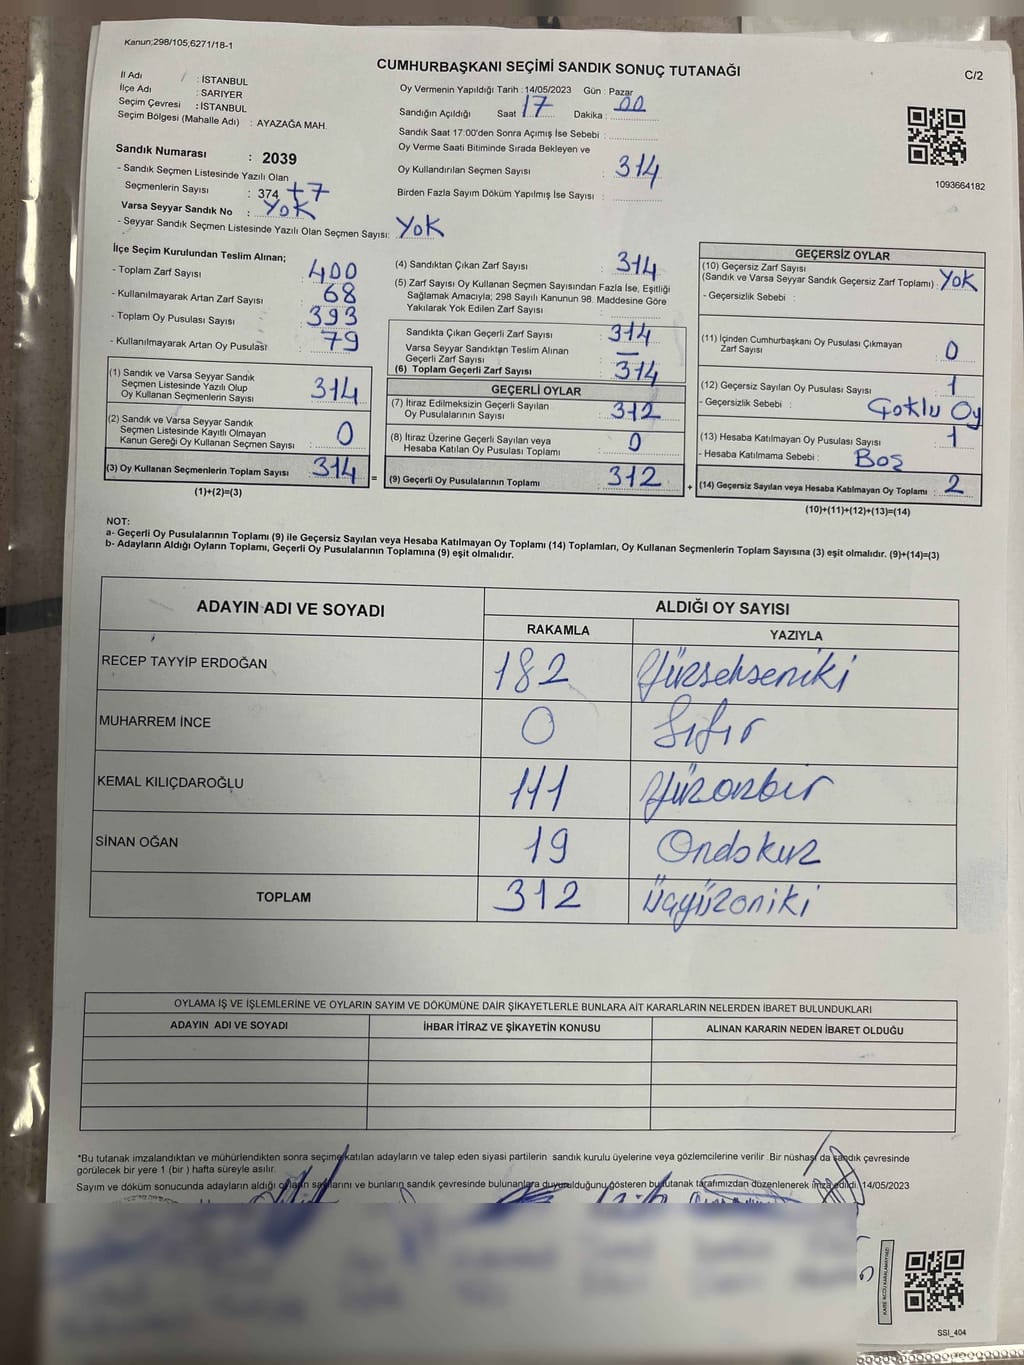 Kanun;298/105,6271/18-1
CUMHURBAŞKANI SEÇİMİ SANDIK SONUÇ TUTANAĞI
C/2
İl Adı : İSTANBUL
İlçe Adı : SARIYER
Seçim Çevresi : İSTANBUL
Seçim Bölgesi (Mahalle Adı) : AYAZAĞA MAH.
Sandık Numarası : 2039
- Sandık Seçmen Listesinde Yazılı Olan
Seçmenlerin Sayısı : 374 +7
Varsa Seyyar Sandık No : YOK
- Seyyar Sandık Seçmen Listesinde Yazılı Olan Seçmen Sayısı: YOK
Oy Vermenin Yapıldığı Tarih : 14/05/2023 Gün : Pazar
Sandığın Açıldığı Saat 17 Dakika : 00
Sandık Saat 17:00'den Sonra Açımış İse Sebebi :
Oy Verme Saati Bitiminde Sırada Bekleyen ve
Oy Kullandırılan Seçmen Sayısı : 314
Birden Fazla Sayım Döküm Yapılmış İse Sayısı :
1093664182
İlçe Seçim Kurulundan Teslim Alınan;
- Toplam Zarf Sayısı : 400
- Kullanılmayarak Artan Zarf Sayısı : 68
- Toplam Oy Pusulası Sayısı : 393
- Kullanılmayarak Artan Oy Pusulası : 79
(1) Sandık ve Varsa Seyyar Sandık
Seçmen Listesinde Yazılı Olup
Oy Kullanan Seçmenlerin Sayısı : 314
(2) Sandık ve Varsa Seyyar Sandık
Seçmen Listesinde Kayıtlı Olmayan
Kanun Gereği Oy Kullanan Seçmen Sayısı : 0
(3) Oy Kullanan Seçmenlerin Toplam Sayısı : 314 =
(1)+(2)=(3)
(4) Sandıktan Çıkan Zarf Sayısı : 314
(5) Zarf Sayısı Oy Kullanan Seçmen Sayısından Fazla İse, Eşitliği
Sağlamak Amacıyla; 298 Sayılı Kanunun 98. Maddesine Göre
Yakılarak Yok Edilen Zarf Sayısı :
Sandıkta Çıkan Geçerli Zarf Sayısı : 314
Varsa Seyyar Sandıktan Teslim Alınan
Geçerli Zarf Sayısı : —
(6) Toplam Geçerli Zarf Sayısı : 314
GEÇERLİ OYLAR
(7) İtiraz Edilmeksizin Geçerli Sayılan
Oy Pusulalarının Sayısı : 312
(8) İtiraz Üzerine Geçerli Sayılan veya
Hesaba Katılan Oy Pusulası Toplamı : 0
(9) Geçerli Oy Pusulalarının Toplamı : 312 +
GEÇERSİZ OYLAR
(10) Geçersiz Zarf Sayısı
(Sandık ve Varsa Seyyar Sandık Geçersiz Zarf Toplamı) : YOK
- Geçersizlik Sebebi :
(11) İçinden Cumhurbaşkanı Oy Pusulası Çıkmayan
Zarf Sayısı : 0
(12) Geçersiz Sayılan Oy Pusulası Sayısı : 1
- Geçersizlik Sebebi : Çoklu Oy
(13) Hesaba Katılmayan Oy Pusulası Sayısı : 1
- Hesaba Katılmama Sebebi : Boş
(14) Geçersiz Sayılan veya Hesaba Katılmayan Oy Toplamı : 2
(10)+(11)+(12)+(13)=(14)
NOT:
a- Geçerli Oy Pusulalarının Toplamı (9) ile Geçersiz Sayılan veya Hesaba Katılmayan Oy Toplamı (14) Toplamları, Oy Kullanan Seçmenlerin Toplam Sayısına (3) eşit olmalıdır. (9)+(14)=(3)
b- Adayların Aldığı Oyların Toplamı, Geçerli Oy Pusulalarının Toplamına (9) eşit olmalıdır.
ADAYIN ADI VE SOYADI ALDIĞI OY SAYISI
RAKAMLA YAZIYLA
RECEP TAYYİP ERDOĞAN 182 Yüzsekseniki
MUHARREM İNCE 0 Sıfır
KEMAL KILIÇDAROĞLU 111 Yüzonbir
SİNAN OĞAN 19 Ondokuz
TOPLAM 312 Üçyüzoniki
OYLAMA İŞ VE İŞLEMLERİNE VE OYLARIN SAYIM VE DÖKÜMÜNE DAİR ŞİKAYETLERLE BUNLARA AİT KARARLARIN NELERDEN İBARET BULUNDUKLARI
ADAYIN ADI VE SOYADI İHBAR İTİRAZ VE ŞİKAYETİN KONUSU ALINAN KARARIN NEDEN İBARET OLDUĞU
*Bu tutanak imzalandıktan ve mühürlendikten sonra seçime katılan adayların ve talep eden siyasi partilerin sandık kurulu üyelerine veya gözlemcilerine verilir .Bir nüshası da sandık çevresinde
görülecek bir yere 1 (bir ) hafta süreyle asılır.
Sayım ve döküm sonucunda adayların aldığı oyların sayılarını ve bunların sandık çevresinde bulunanlara duyurulduğunu gösteren bu tutanak tarafımızdan düzenlenerek imza edildi. 14/05/2023
SSI_404